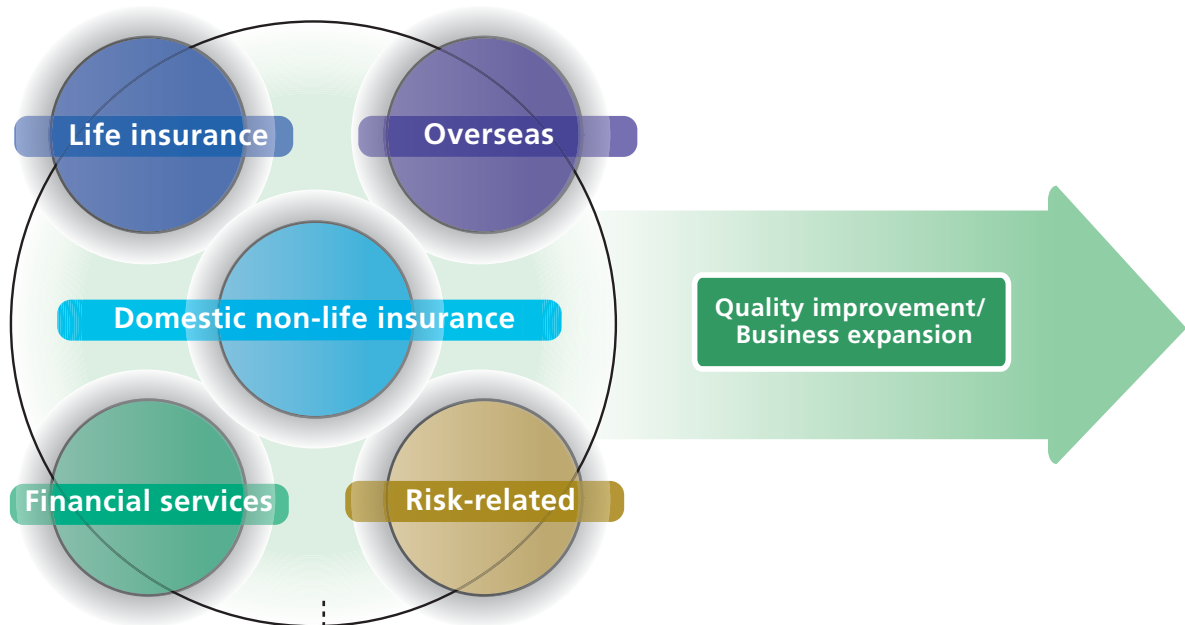 Life insurance
Overseas
Domestic non-life insurance
Quality improvement/
Business expansion
Financial services
Risk-related